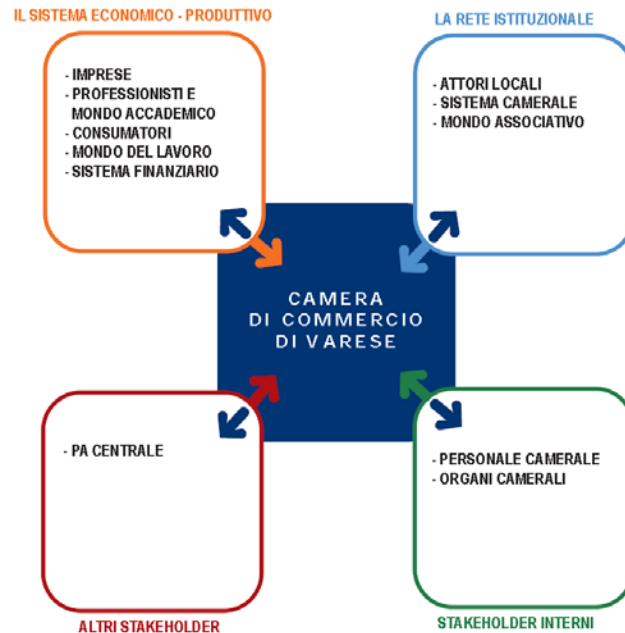 IL SISTEMA ECONOMICO - PRODUTTIVO
- IMPRESE
- PROFESSIONISTI E
MONDO ACCADEMICO
- CONSUMATORI
- MONDO DEL LAVORO
- SISTEMA FINANZIARIO
LA RETE ISTITUZIONALE
- ATTORI LOCALI
- SISTEMA CAMERALE
- MONDO ASSOCIATIVO
CAMERA
DI COMMERCIO
DI VARESE
- PA CENTRALE
ALTRI STAKEHOLDER
- PERSONALE CAMERALE
- ORGANI CAMERALI
STAKEHOLDER INTERNI